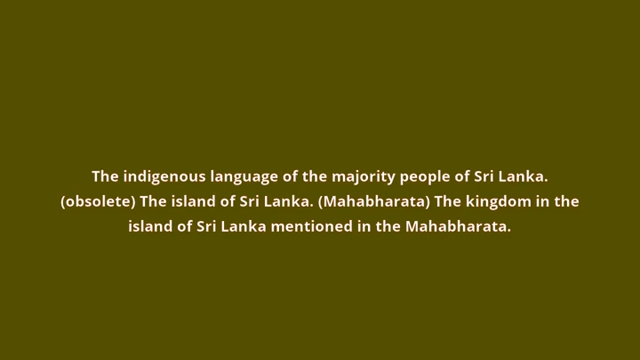 The indigenous language of the majority people of Sri Lanka.
(obsolete) The island of Sri Lanka. (Mahabharata) The kingdom in the
island of Sri Lanka mentioned in the Mahabharata.